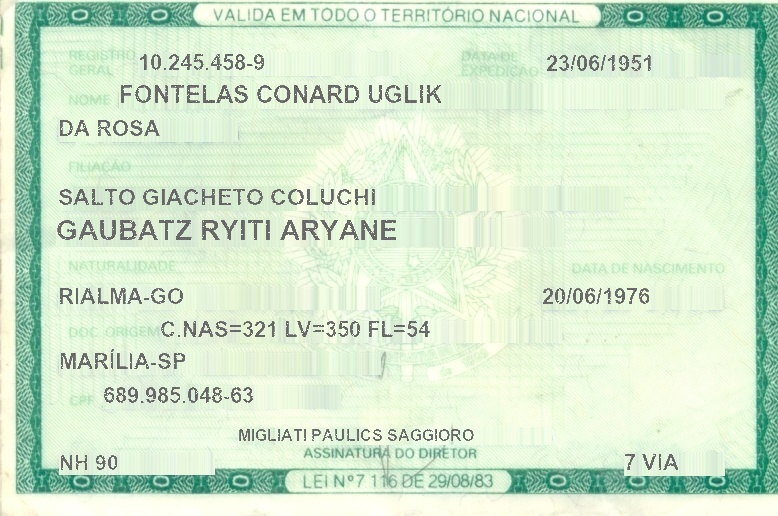 VALIDA EM TODO O TERRITÓRIO NACIONAL
REGISTRO GERAL 10.245.458-9 DATA DE EXPEDIÇÃO 23/06/1951
NOME FONTELAS CONARD UGLIK
DA ROSA
FILIAÇÃO
SALTO GIACHETO COLUCHI
GAUBATZ RYITI ARYANE
NATURALIDADE DATA DE NASCIMENTO
RIALMA-GO 20/06/1976
DOC. ORIGEM C.NAS=321 LV=350 FL=54
MARÍLIA-SP
CPF 689.985.048-63
MIGLIATI PAULICS SAGGIORO
ASSINATURA DO DIRETOR
NH 90 7 VIA
LEI Nº 7 116 DE 29/08/83